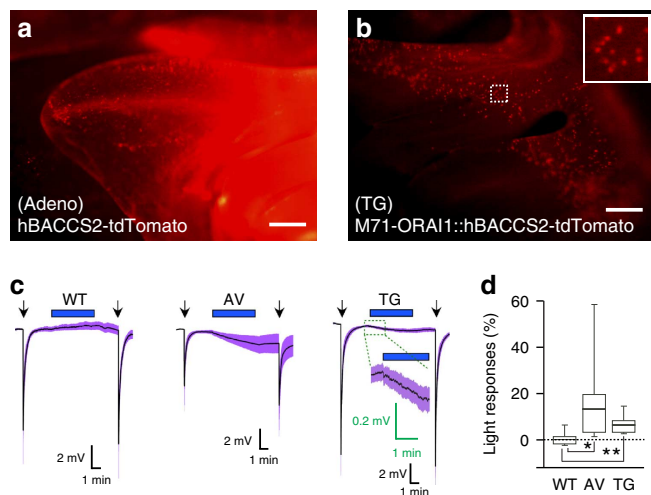 a
(Adeno)
hBACCS2-tdTomato
b
(TG)
M71-ORAI1::hBACCS2-tdTomato
c
WT
2 mV
1 min
AV
2 mV
1 min
TG
0.2 mV
1 min
2 mV
1 min
d
Light responses (%)
60
40
20
0
*
**
WT AV TG